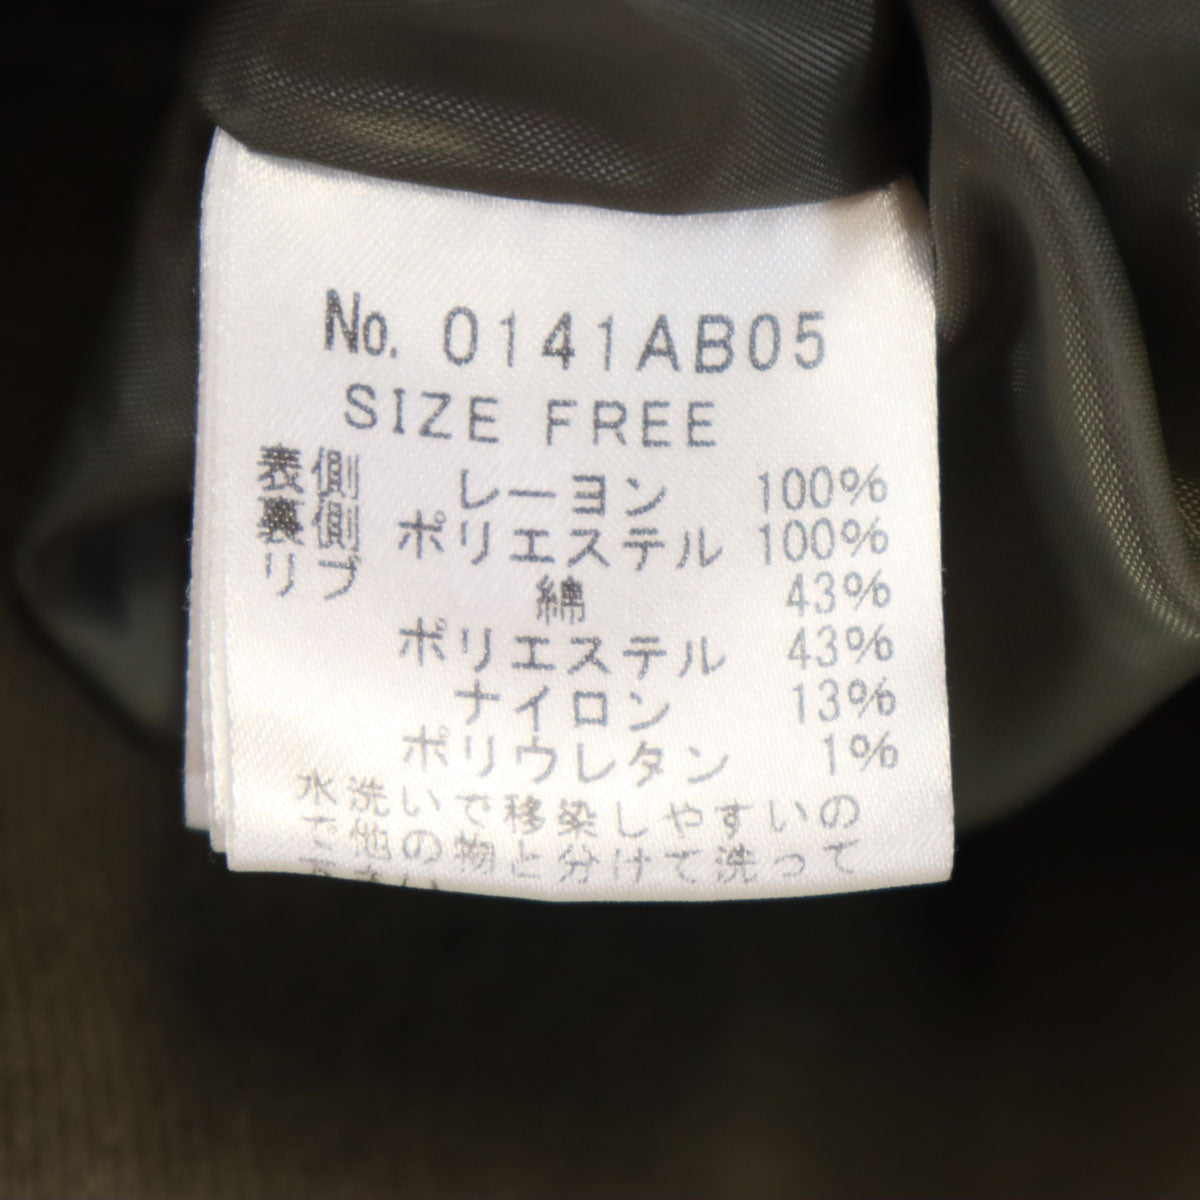 No. 0141AB05
SIZE FREE
表側 レーヨン 100%
裏側 ポリエステル 100%
リブ 綿 43%
ポリエステル 43%
ナイロン 13%
ポリウレタン 1%
水洗いで移染しやすいの
で他の物と分けて洗って